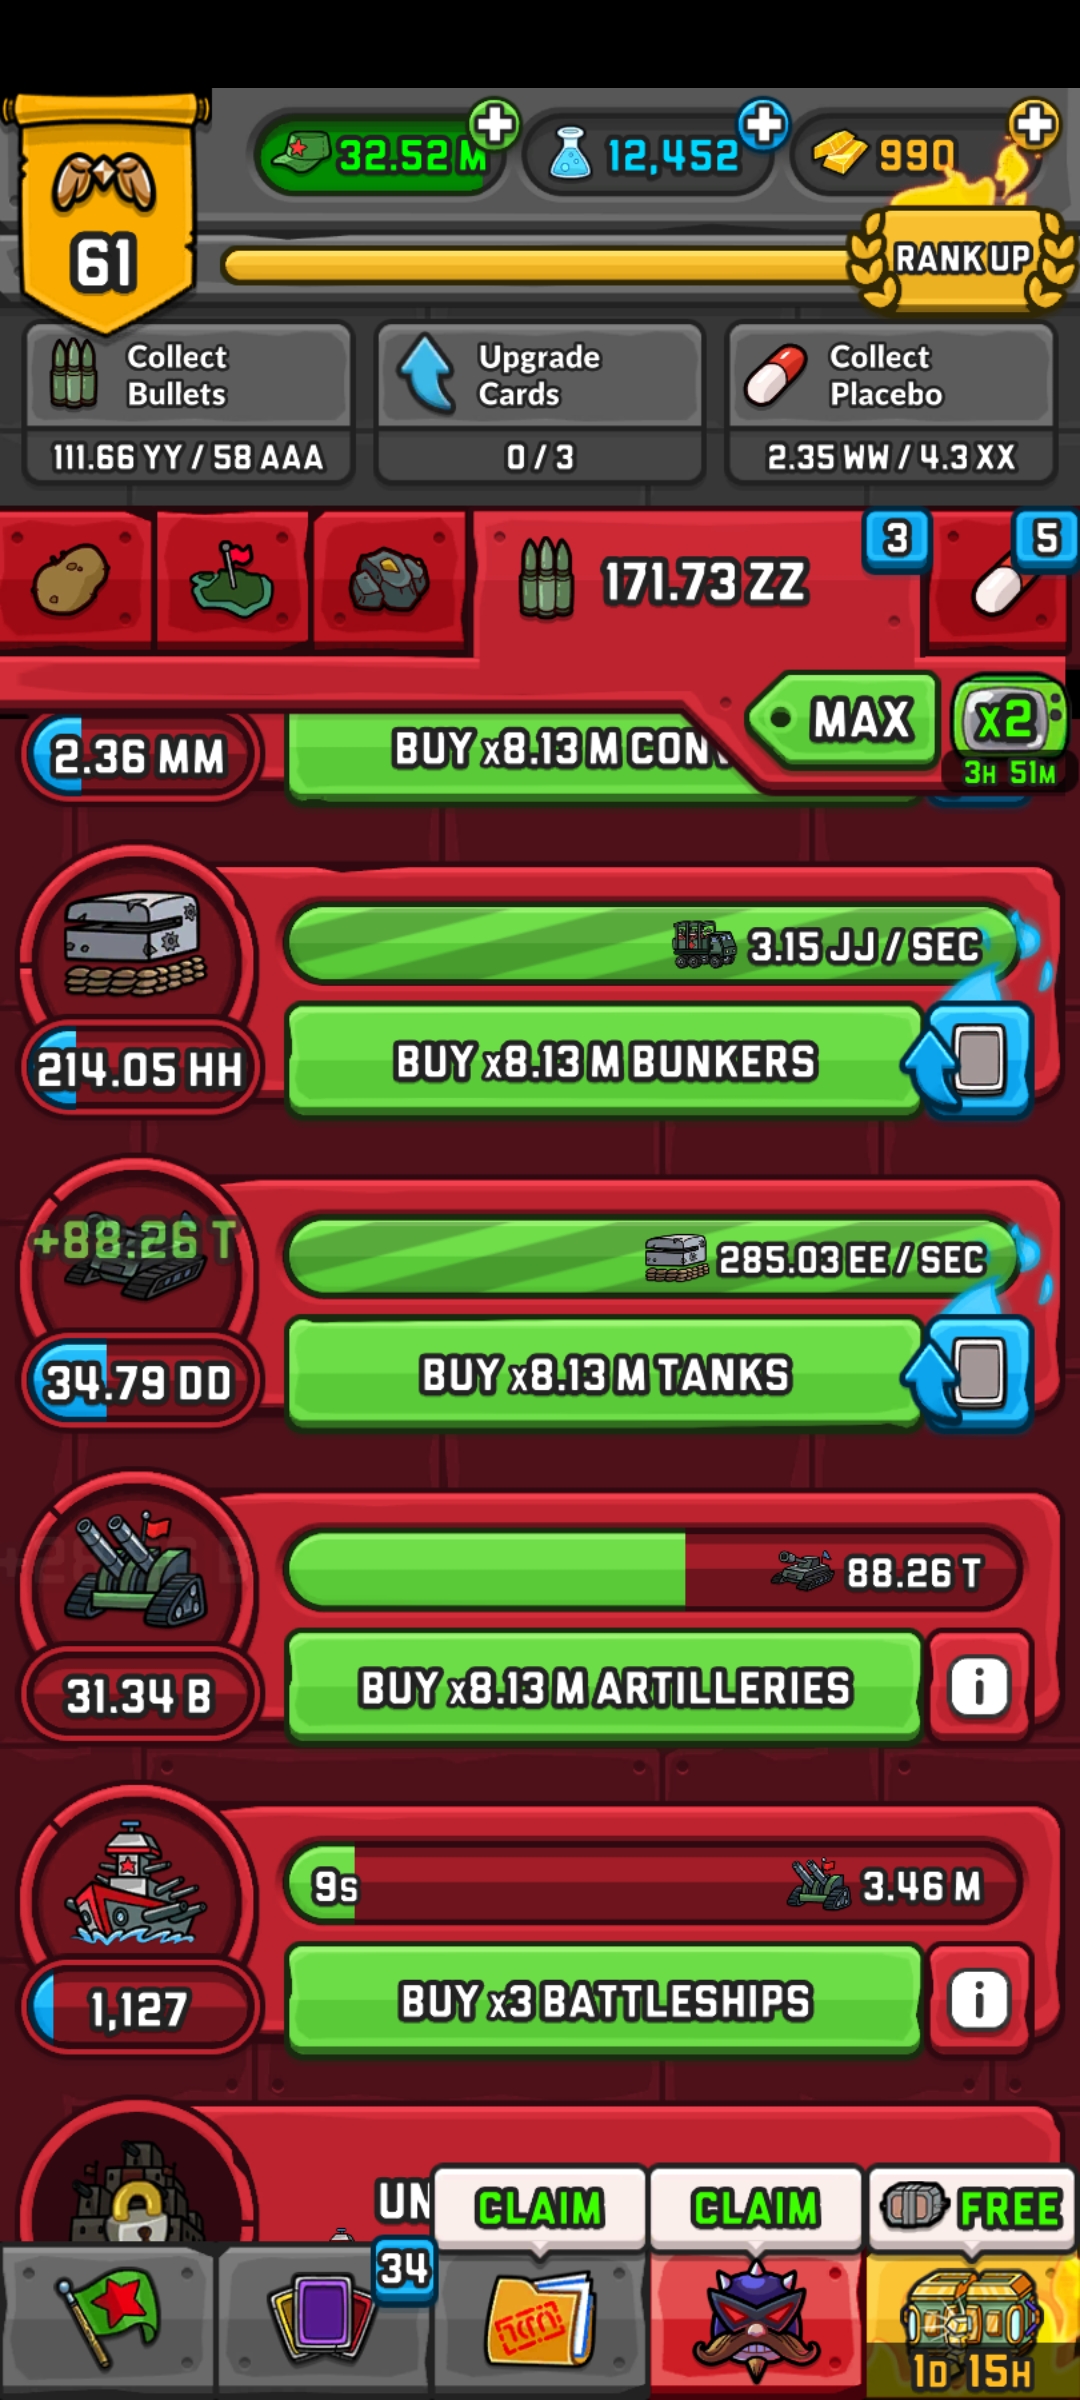 32.52 M
12,452
990
61
RANK UP
Collect
Bullets
111.66 YY / 58 AAA
Upgrade
Cards
0 / 3
Collect
Placebo
2.35 WW / 4.3 XX
171.73 ZZ
3
5
MAX
x2
3H 51M
2.36 MM
BUY x8.13 M CON
3.15 JJ / SEC
214.05 HH
BUY x8.13 M BUNKERS
+88.26 T
285.03 EE / SEC
34.79 DD
BUY x8.13 M TANKS
88.26 T
31.34 B
BUY x8.13 M ARTILLERIES
i
9s
3.46 M
1,127
BUY x3 BATTLESHIPS
i
UN
CLAIM
CLAIM
FREE
34
1D 15H